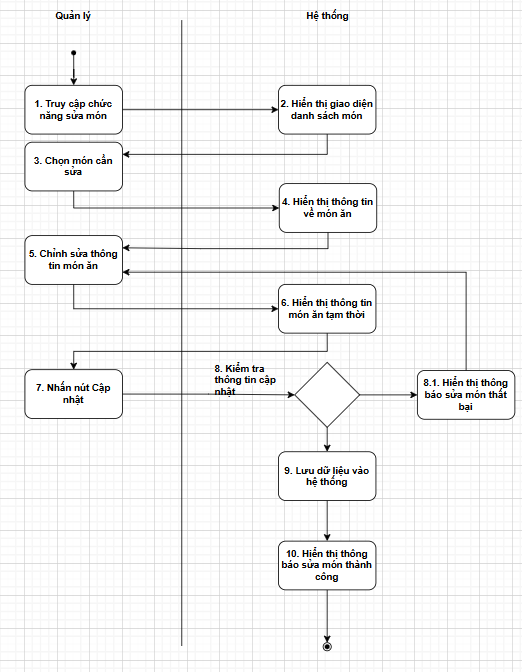 Quản lý
Hệ thống
1. Truy cập chức
năng sửa món
2. Hiển thị giao diện
danh sách món
3. Chọn món cần
sửa
4. Hiển thị thông tin
về món ăn
5. Chỉnh sửa thông
tin món ăn
6. Hiển thị thông tin
món ăn tạm thời
7. Nhấn nút Cập
nhật
8. Kiểm tra
thông tin cập
nhật
8.1. Hiển thị thông
báo sửa món thất
bại
9. Lưu dữ liệu vào
hệ thống
10. Hiển thị thông
báo sửa món thành
công